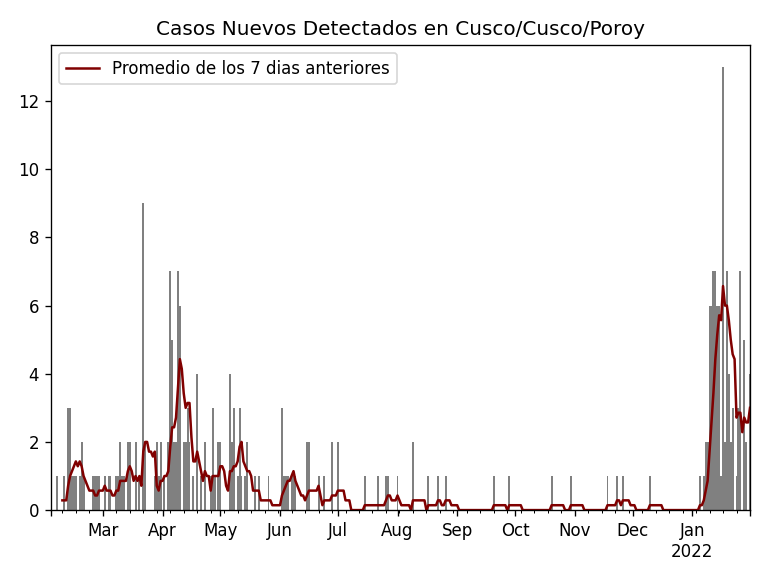 Casos Nuevos Detectados en Cusco/Cusco/Poroy
Promedio de los 7 dias anteriores
12
10
8
6
4
2
0
Mar Apr May Jun Jul Aug Sep Oct Nov Dec Jan
2022